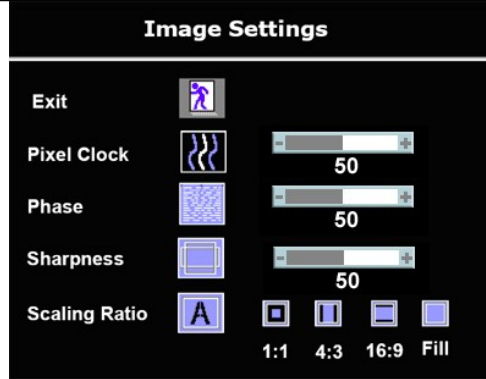 Image Settings
Exit
Pixel Clock
- +
50
Phase
- +
50
Sharpness
- +
50
Scaling Ratio
A
1:1 4:3 16:9 Fill